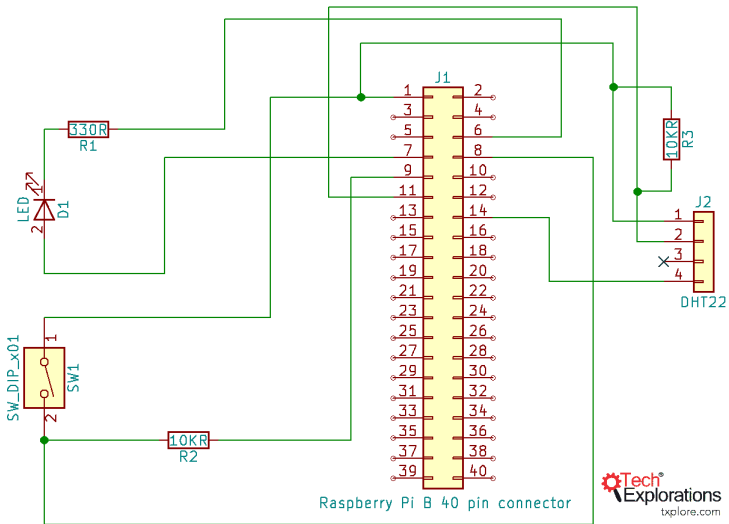 J1
1 2
3 4
5 6
7 8
9 10
11 12
13 14
15 16
17 18
19 20
21 22
23 24
25 26
27 28
29 30
31 32
33 34
35 36
37 38
39 40
Raspberry Pi B 40 pin connector
330R
R1
LED
D1
1
2
SW_DIP_x01
SW1
1
2
10KR
R2
10KR
R3
J2
1
2
3
4
DHT22
Tech®
Explorations
txplore.com